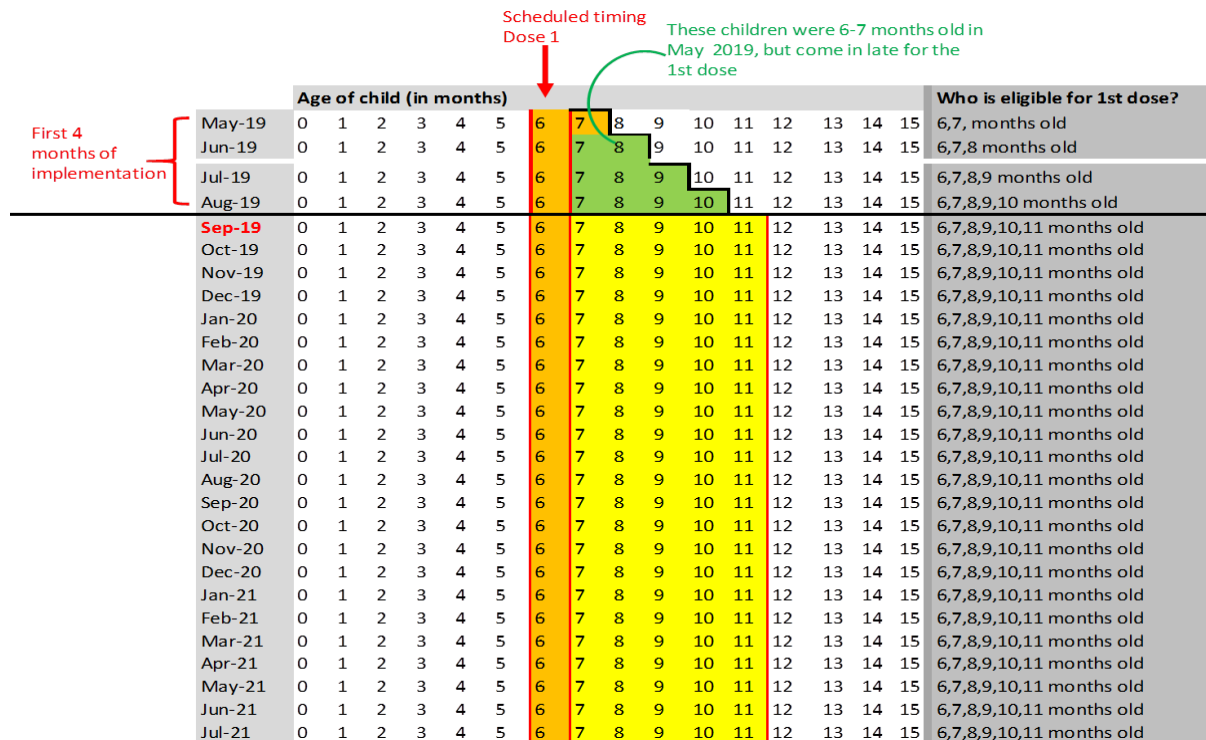 Scheduled timing
Dose 1
These children were 6-7 months old in
May 2019, but come in late for the
1st dose
Age of child (in months) Who is eligible for 1st dose?
First 4
months of
implementation
May-19 0 1 2 3 4 5 6 7 8 9 10 11 12 13 14 15 6,7, months old
Jun-19 0 1 2 3 4 5 6 7 8 9 10 11 12 13 14 15 6,7,8 months old
Jul-19 0 1 2 3 4 5 6 7 8 9 10 11 12 13 14 15 6,7,8,9 months old
Aug-19 0 1 2 3 4 5 6 7 8 9 10 11 12 13 14 15 6,7,8,9,10 months old
Sep-19 0 1 2 3 4 5 6 7 8 9 10 11 12 13 14 15 6,7,8,9,10,11 months old
Oct-19 0 1 2 3 4 5 6 7 8 9 10 11 12 13 14 15 6,7,8,9,10,11 months old
Nov-19 0 1 2 3 4 5 6 7 8 9 10 11 12 13 14 15 6,7,8,9,10,11 months old
Dec-19 0 1 2 3 4 5 6 7 8 9 10 11 12 13 14 15 6,7,8,9,10,11 months old
Jan-20 0 1 2 3 4 5 6 7 8 9 10 11 12 13 14 15 6,7,8,9,10,11 months old
Feb-20 0 1 2 3 4 5 6 7 8 9 10 11 12 13 14 15 6,7,8,9,10,11 months old
Mar-20 0 1 2 3 4 5 6 7 8 9 10 11 12 13 14 15 6,7,8,9,10,11 months old
Apr-20 0 1 2 3 4 5 6 7 8 9 10 11 12 13 14 15 6,7,8,9,10,11 months old
May-20 0 1 2 3 4 5 6 7 8 9 10 11 12 13 14 15 6,7,8,9,10,11 months old
Jun-20 0 1 2 3 4 5 6 7 8 9 10 11 12 13 14 15 6,7,8,9,10,11 months old
Jul-20 0 1 2 3 4 5 6 7 8 9 10 11 12 13 14 15 6,7,8,9,10,11 months old
Aug-20 0 1 2 3 4 5 6 7 8 9 10 11 12 13 14 15 6,7,8,9,10,11 months old
Sep-20 0 1 2 3 4 5 6 7 8 9 10 11 12 13 14 15 6,7,8,9,10,11 months old
Oct-20 0 1 2 3 4 5 6 7 8 9 10 11 12 13 14 15 6,7,8,9,10,11 months old
Nov-20 0 1 2 3 4 5 6 7 8 9 10 11 12 13 14 15 6,7,8,9,10,11 months old
Dec-20 0 1 2 3 4 5 6 7 8 9 10 11 12 13 14 15 6,7,8,9,10,11 months old
Jan-21 0 1 2 3 4 5 6 7 8 9 10 11 12 13 14 15 6,7,8,9,10,11 months old
Feb-21 0 1 2 3 4 5 6 7 8 9 10 11 12 13 14 15 6,7,8,9,10,11 months old
Mar-21 0 1 2 3 4 5 6 7 8 9 10 11 12 13 14 15 6,7,8,9,10,11 months old
Apr-21 0 1 2 3 4 5 6 7 8 9 10 11 12 13 14 15 6,7,8,9,10,11 months old
May-21 0 1 2 3 4 5 6 7 8 9 10 11 12 13 14 15 6,7,8,9,10,11 months old
Jun-21 0 1 2 3 4 5 6 7 8 9 10 11 12 13 14 15 6,7,8,9,10,11 months old
Jul-21 0 1 2 3 4 5 6 7 8 9 10 11 12 13 14 15 6,7,8,9,10,11 months old